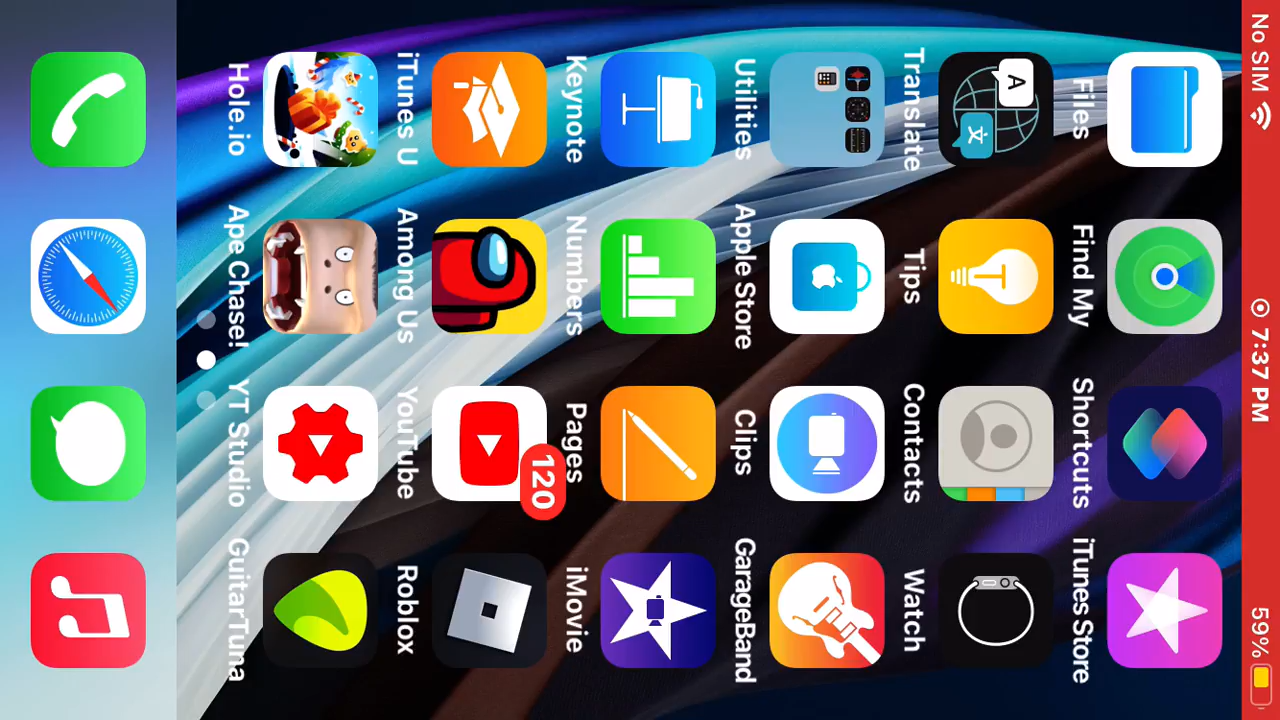 No SIM 7:37 PM 59%
Files Find My Shortcuts iTunes Store
A
Translate Tips Contacts Watch
Utilities Apple Store Clips GarageBand
Keynote Numbers Pages iMovie
120
iTunes U Among Us YouTube Roblox
Hole.io Ape Chase! YT Studio GuitarTuna